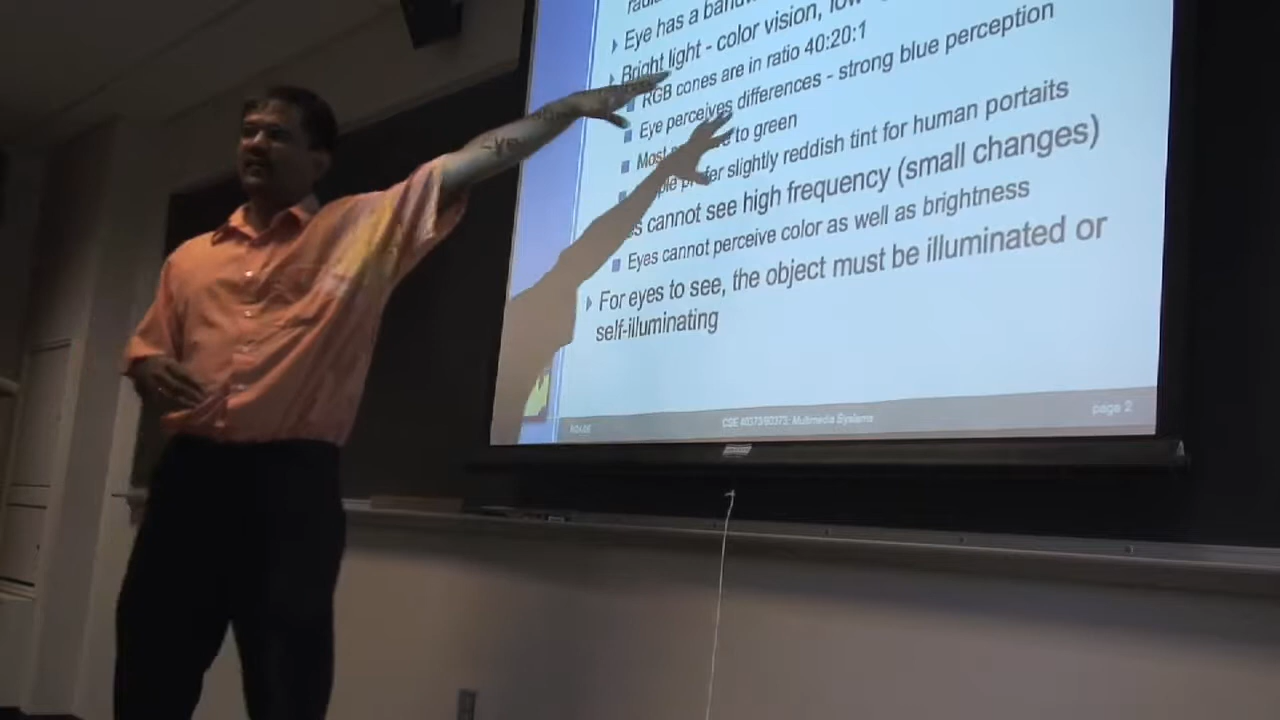 Eye has a
Bright light - color vision,
RGB cones are in ratio 40:20:1
Eye perceives differences - strong blue perception
to green
slightly reddish tint for human portaits
cannot see high frequency (small changes)
Eyes cannot perceive color as well as brightness
For eyes to see, the object must be illuminated or
self-illuminating
CSE 40373/60373: Multimedia Systems
page 2